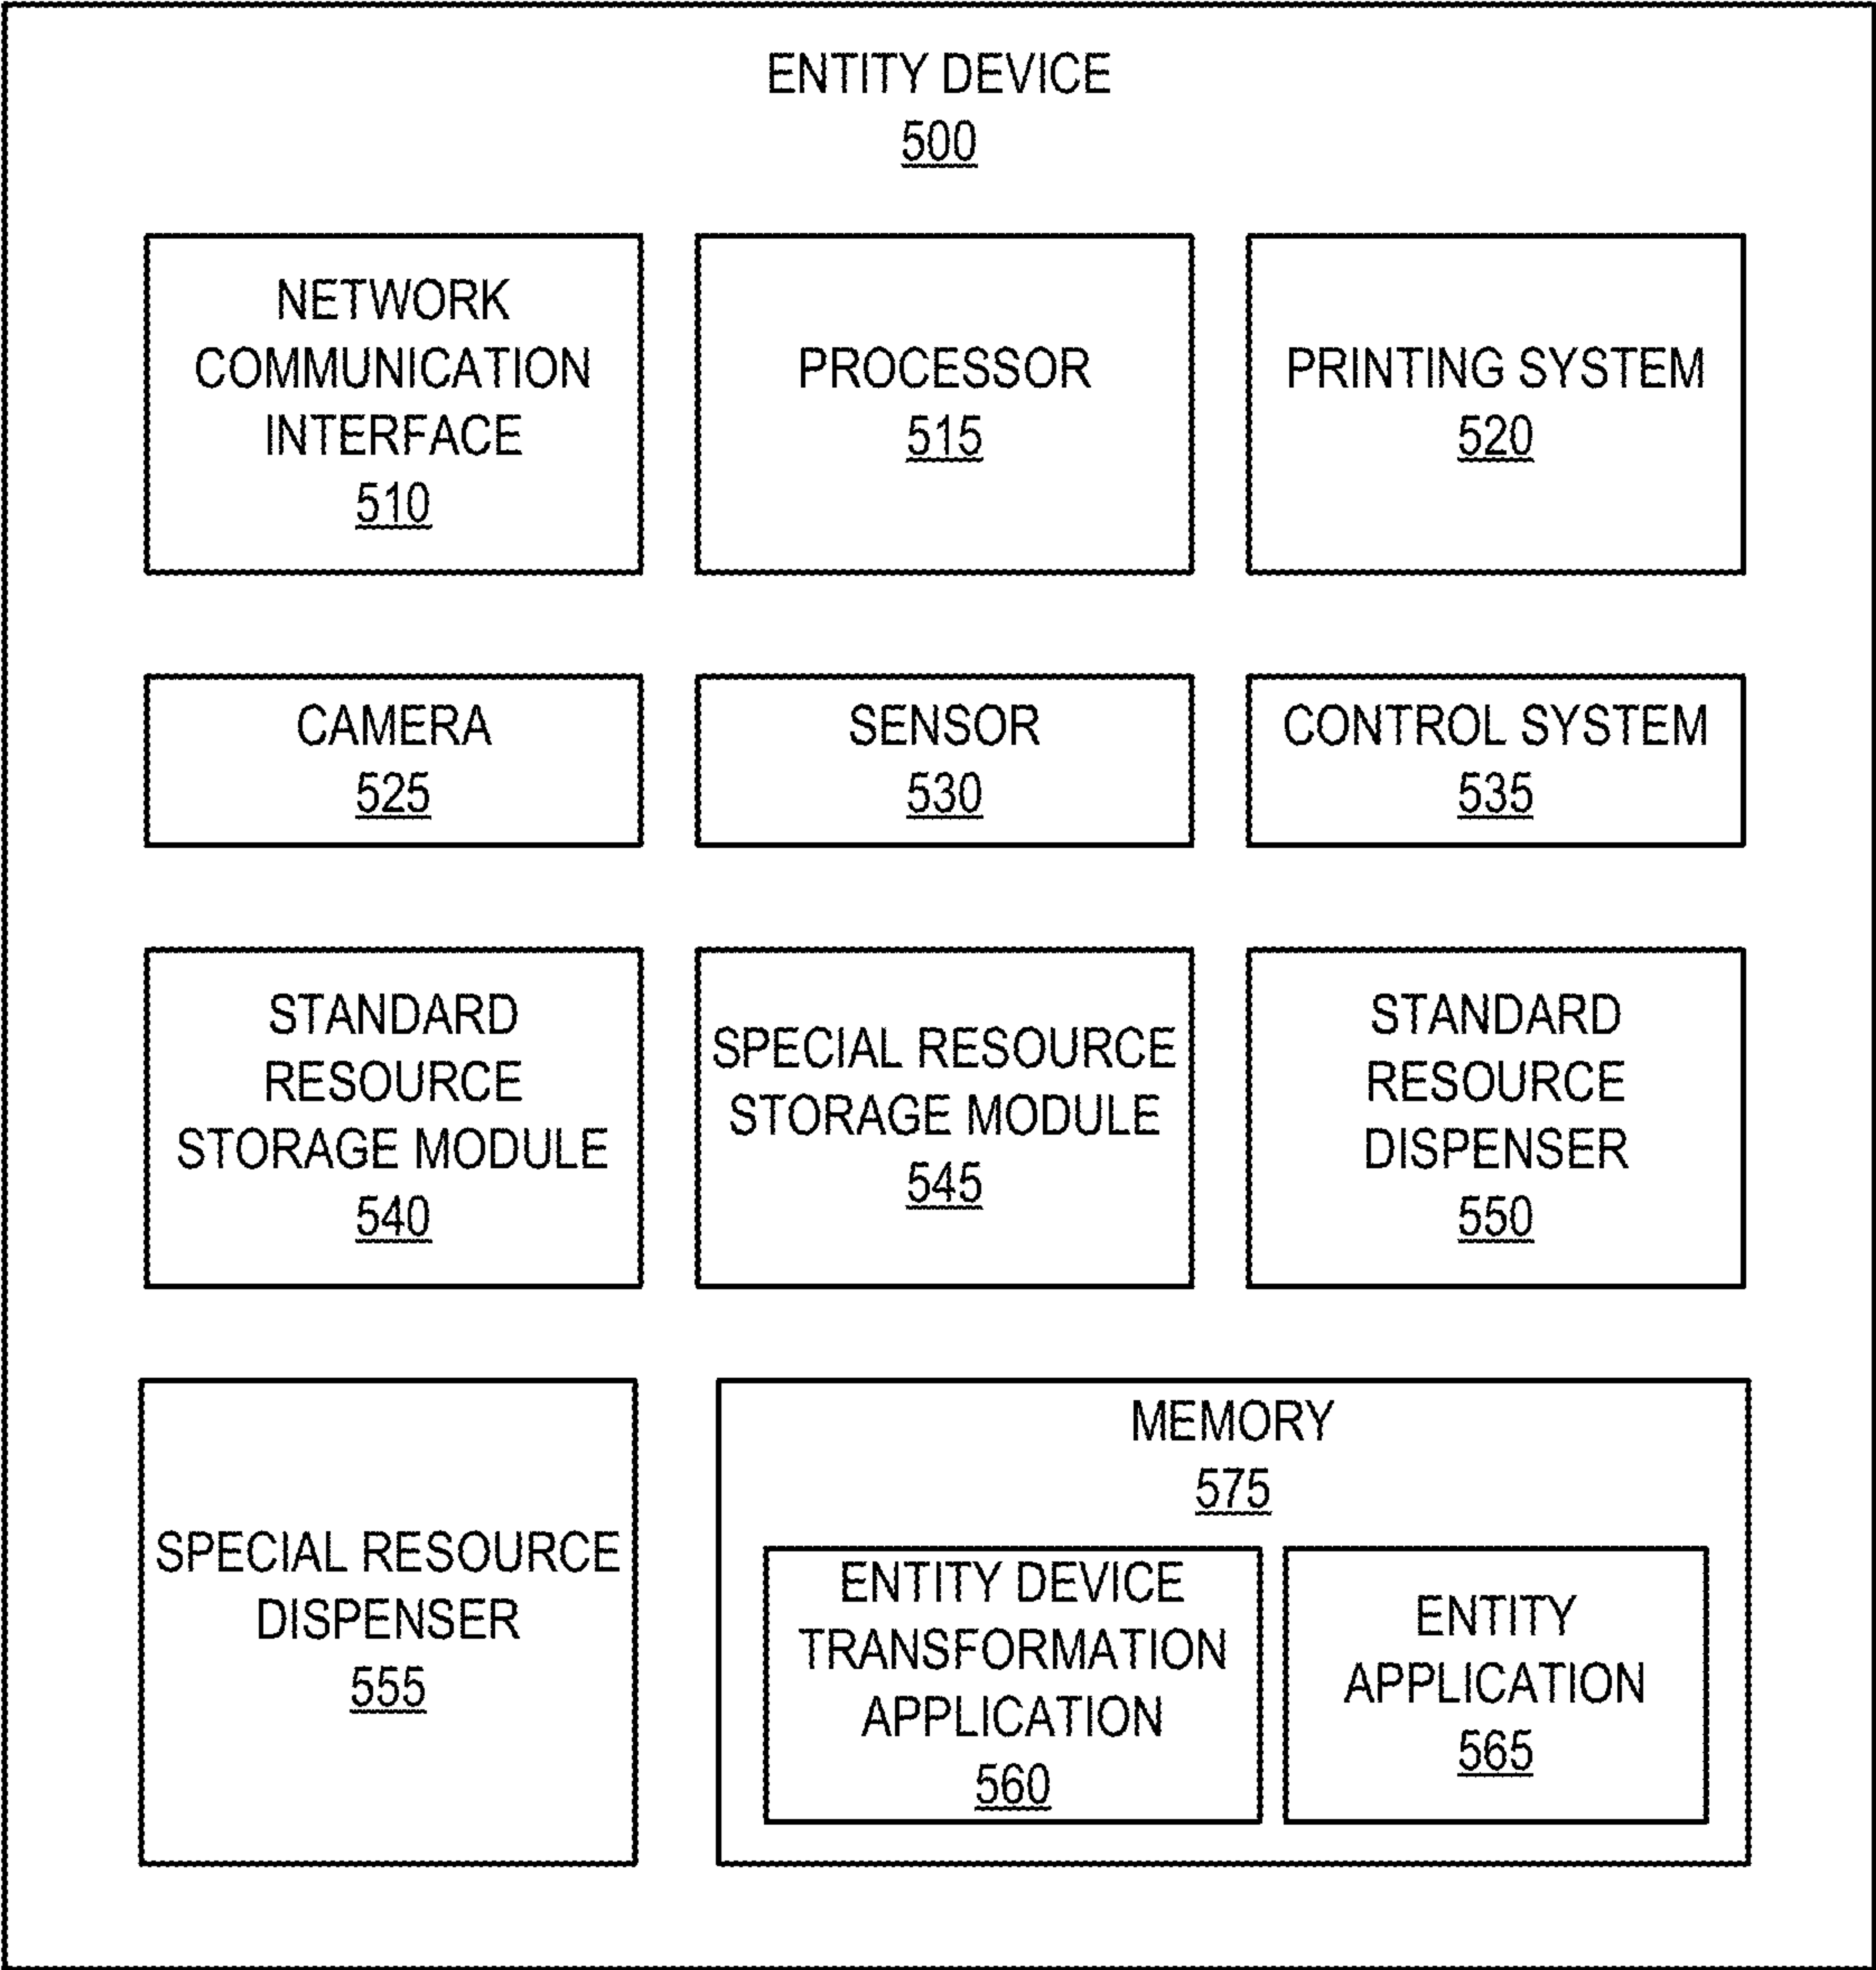 ENTITY DEVICE
500
NETWORK
COMMUNICATION
INTERFACE
510
PROCESSOR
515
PRINTING SYSTEM
520
CAMERA
525
SENSOR
530
CONTROL SYSTEM
535
STANDARD
RESOURCE
STORAGE MODULE
540
SPECIAL RESOURCE
STORAGE MODULE
545
STANDARD
RESOURCE
DISPENSER
550
SPECIAL RESOURCE
DISPENSER
555
MEMORY
575
ENTITY DEVICE
TRANSFORMATION
APPLICATION
560
ENTITY
APPLICATION
565